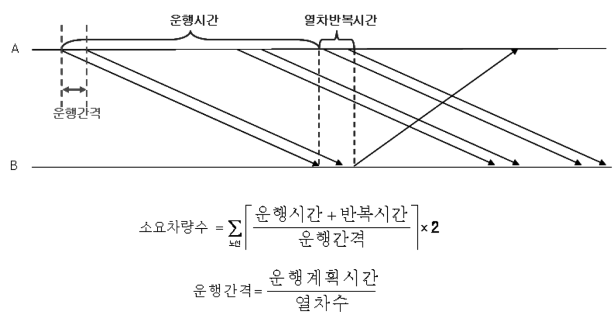 운행시간 열차반복시간
A
운행간격
B
소요차량수 = ∑노선 ⌈(운행시간 + 반복시간) / 운행간격⌉ × 2
운행간격 = 운행계획시간 / 열차수